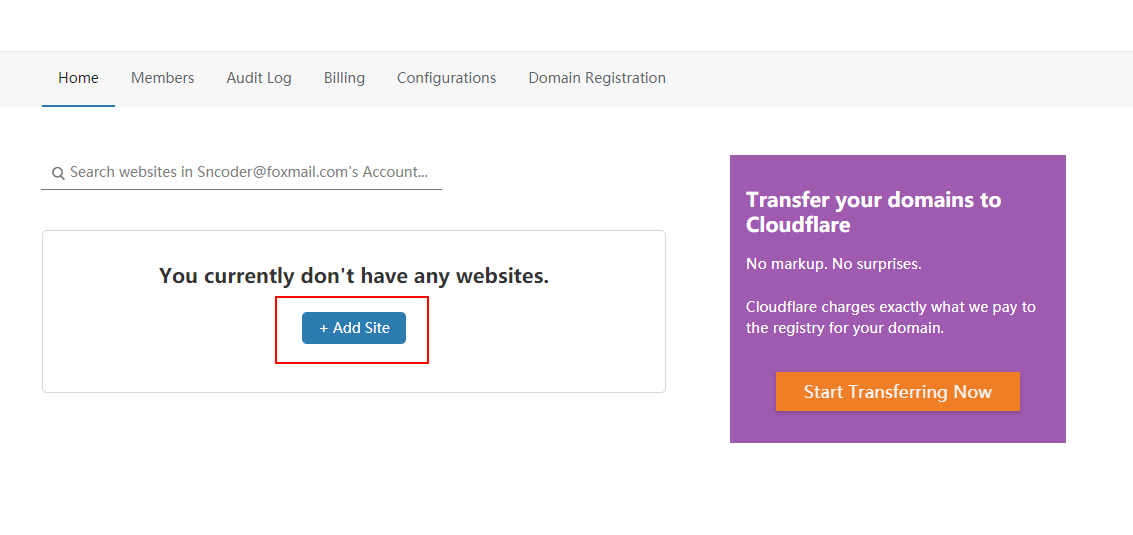 Home Members Audit Log Billing Configurations Domain Registration
Search websites in Sncoder@foxmail.com's Account...
You currently don't have any websites.
+ Add Site
Transfer your domains to
Cloudflare
No markup. No surprises.
Cloudflare charges exactly what we pay to
the registry for your domain.
Start Transferring Now